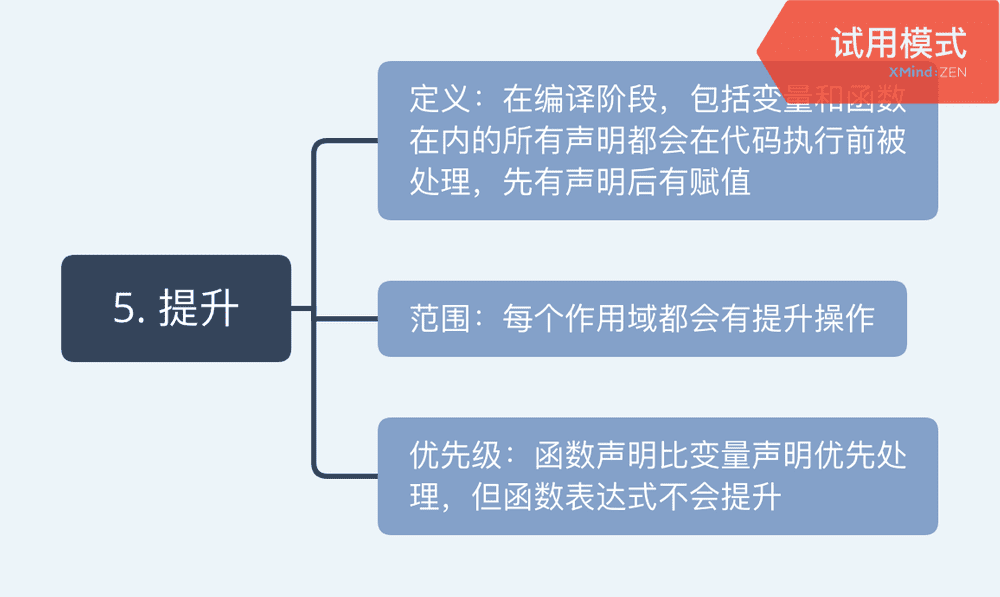 试用模式
XMind:ZEN
定义：在编译阶段，包括变量和函数
在内的所有声明都会在代码执行前被
处理，先有声明后有赋值
5. 提升
范围：每个作用域都会有提升操作
优先级：函数声明比变量声明优先处
理，但函数表达式不会提升